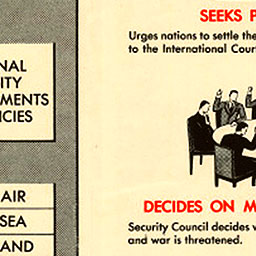 SEEKS P
Urges nations to settle the
to the International Cour
NAL
ITY
MENTS
CIES
AIR
SEA
AND
DECIDES ON M
Security Council decides w
and war is threatened.